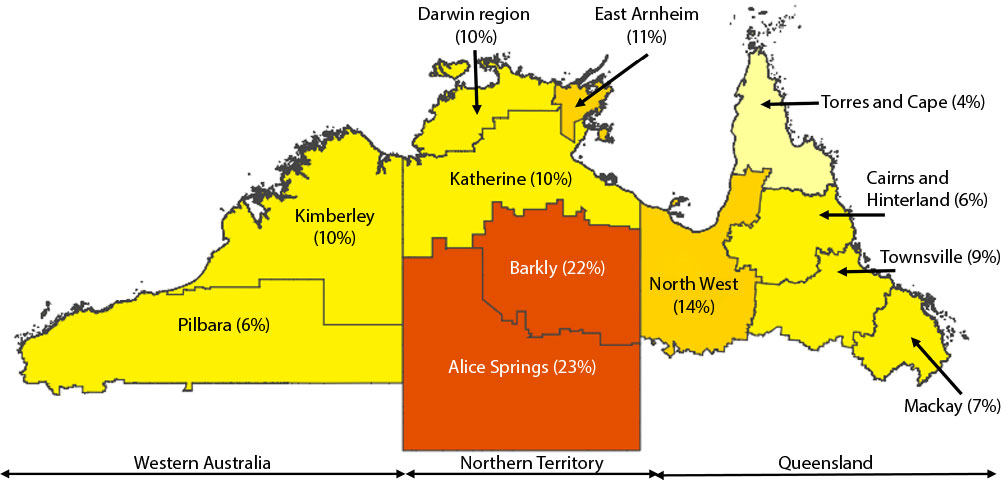 Darwin region
(10%)
East Arnheim
(11%)
Torres and Cape (4%)
Cairns and
Hinterland (6%)
Katherine (10%)
Kimberley
(10%)
Townsville (9%)
Barkly (22%)
North West
(14%)
Pilbara (6%)
Alice Springs (23%)
Mackay (7%)
Western Australia
Northern Territory
Queensland